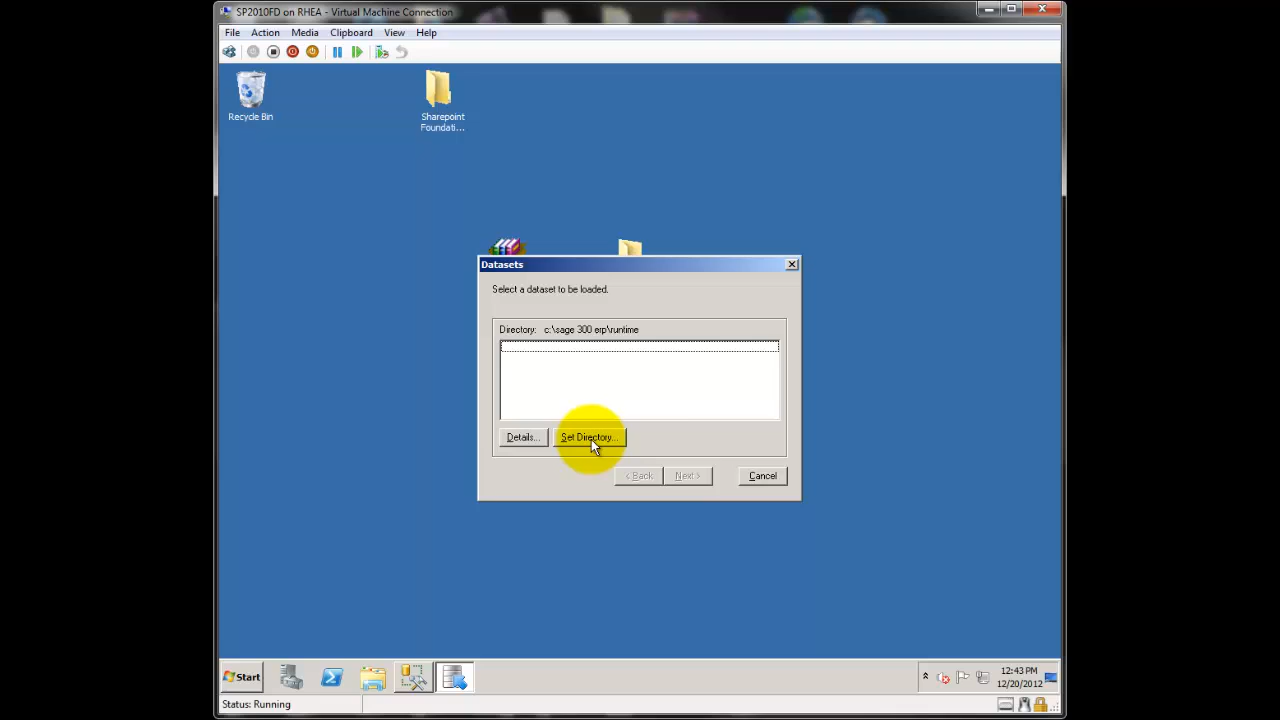 SP2010FD on RHEA - Virtual Machine Connection
File Action Media Clipboard View Help
Recycle Bin
Sharepoint
Foundati...
Datasets
Select a dataset to be loaded.
Directory: c:\sage 300 erp\runtime
Details... Set Directory...
< Back Next > Cancel
Start
12:43 PM
12/20/2012
Status: Running